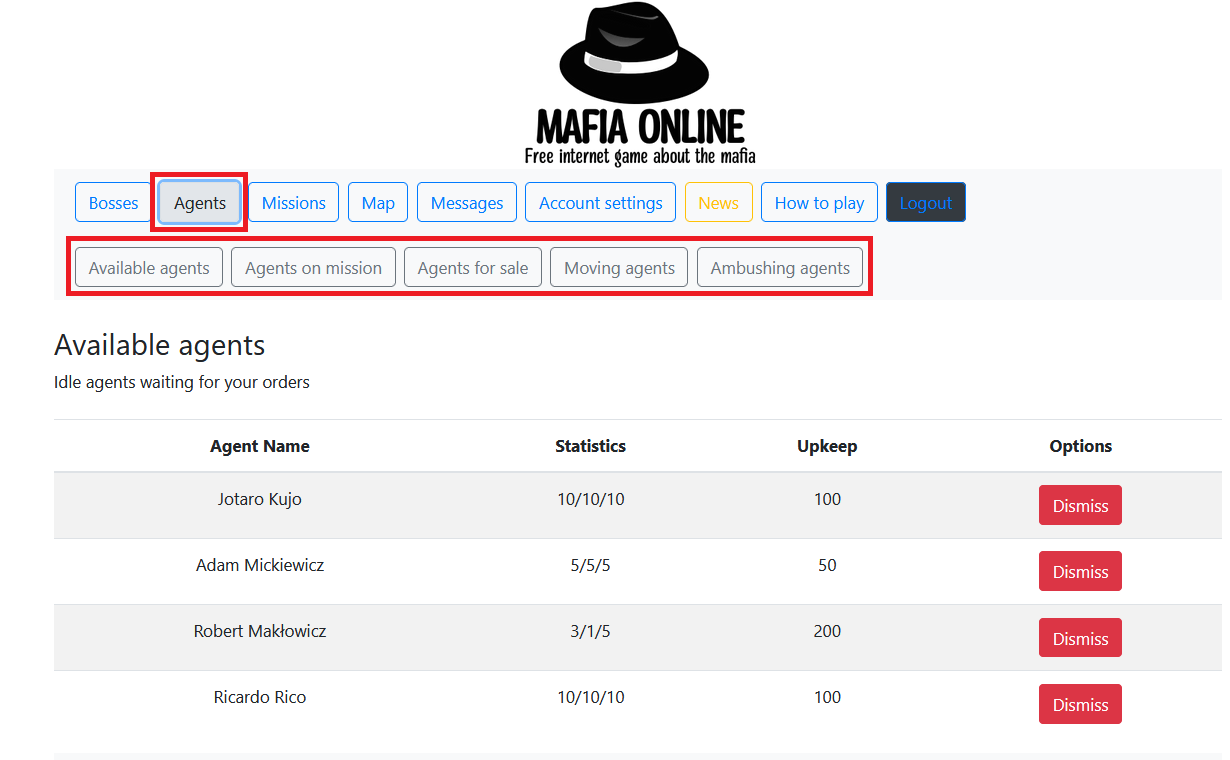 MAFIA ONLINE
Free internet game about the mafia
Bosses Agents Missions Map Messages Account settings News How to play Logout
Available agents Agents on mission Agents for sale Moving agents Ambushing agents
Available agents
Idle agents waiting for your orders
Agent Name Statistics Upkeep Options
Jotaro Kujo 10/10/10 100 Dismiss
Adam Mickiewicz 5/5/5 50 Dismiss
Robert Makłowicz 3/1/5 200 Dismiss
Ricardo Rico 10/10/10 100 Dismiss